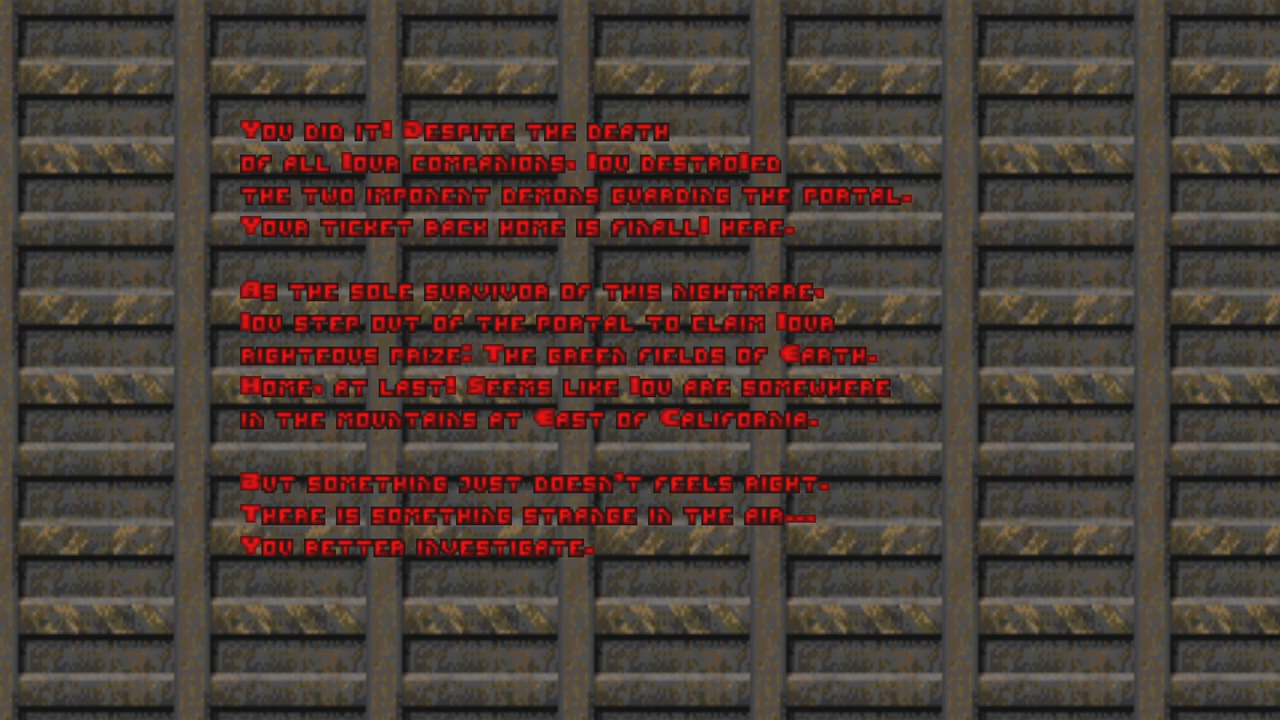 You did it! Despite the death
of all your companions, you destroyed
the two imponent demons guarding the portal.
Your ticket back home is finally here.
As the sole survivor of this nightmare,
you step out of the portal to claim your
righteous prize: The green fields of Earth.
Home, at last! Seems like you are somewhere
in the mountains at East of California.
But something just doesn't feels right.
There is something strange in the air...
You better investigate.